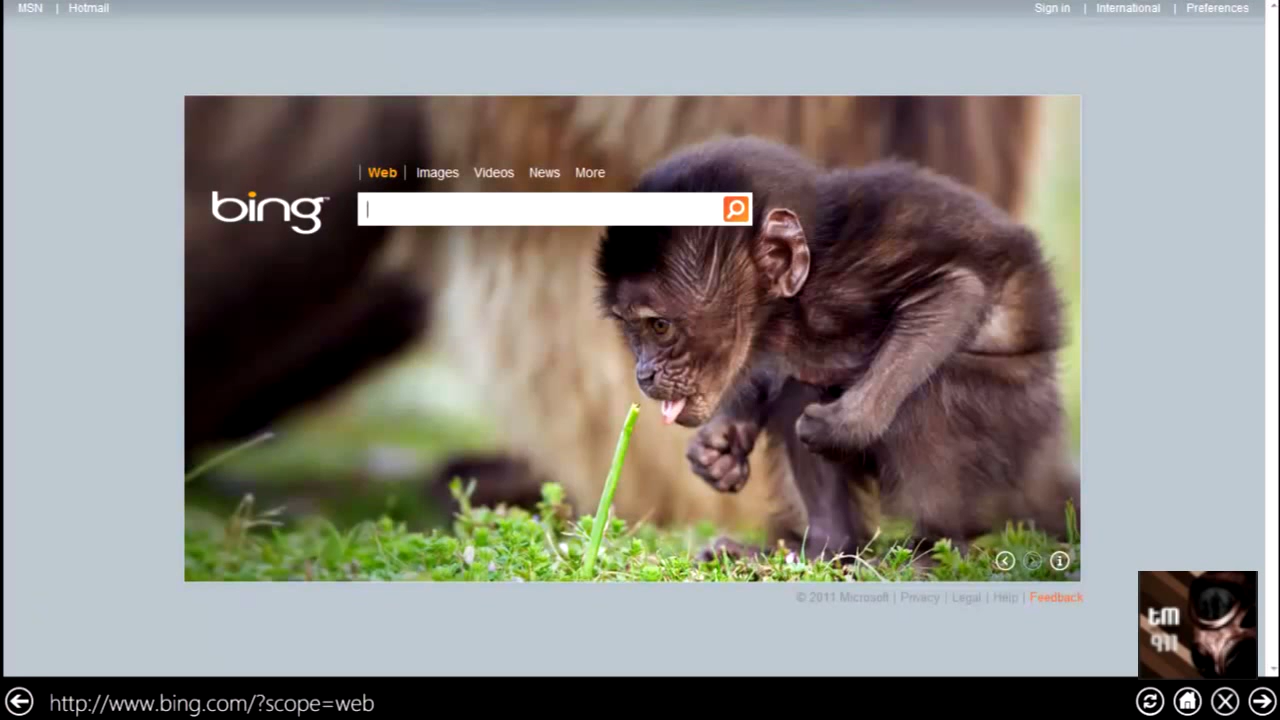 MSN | Hotmail
Sign in | International | Preferences
Web | Images Videos News More
bing™
© 2011 Microsoft | Privacy | Legal | Help | Feedback
tM
911
http://www.bing.com/?scope=web